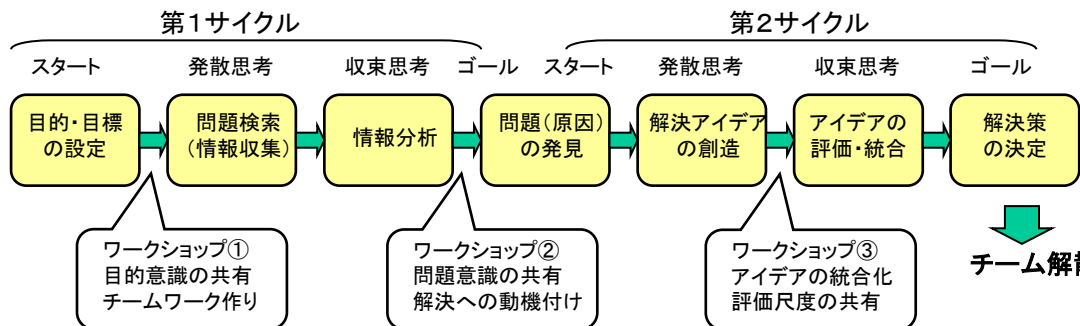 第1サイクル
第2サイクル
スタート
発散思考
収束思考
ゴール
スタート
発散思考
収束思考
ゴール
目的・目標
の設定
問題検索
(情報収集)
情報分析
問題(原因)
の発見
解決アイデア
の創造
アイデアの
評価・統合
解決策
の決定
ワークショップ①
目的意識の共有
チームワーク作り
ワークショップ②
問題意識の共有
解決への動機付け
ワークショップ③
アイデアの統合化
評価尺度の共有
チーム解